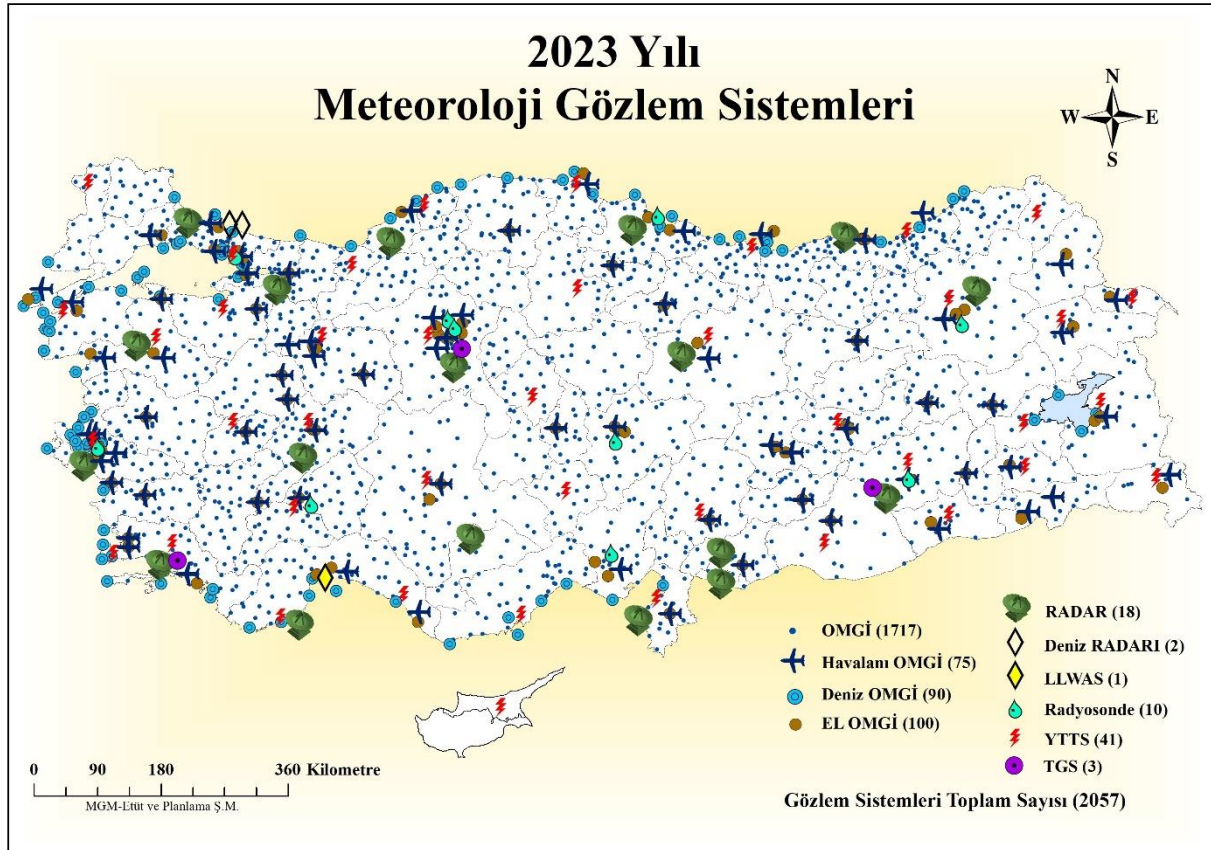 2023 Yılı
Meteoroloji Gözlem Sistemleri
N
W E
S
OMGİ (1717)
Havalanı OMGİ (75)
Deniz OMGİ (90)
EL OMGİ (100)
RADAR (18)
Deniz RADARI (2)
LLWAS (1)
Radyosonde (10)
YTTS (41)
TGS (3)
Gözlem Sistemleri Toplam Sayısı (2057)
0 90 180 360 Kilometre
MGM-Etüt ve Planlama Ş.M.